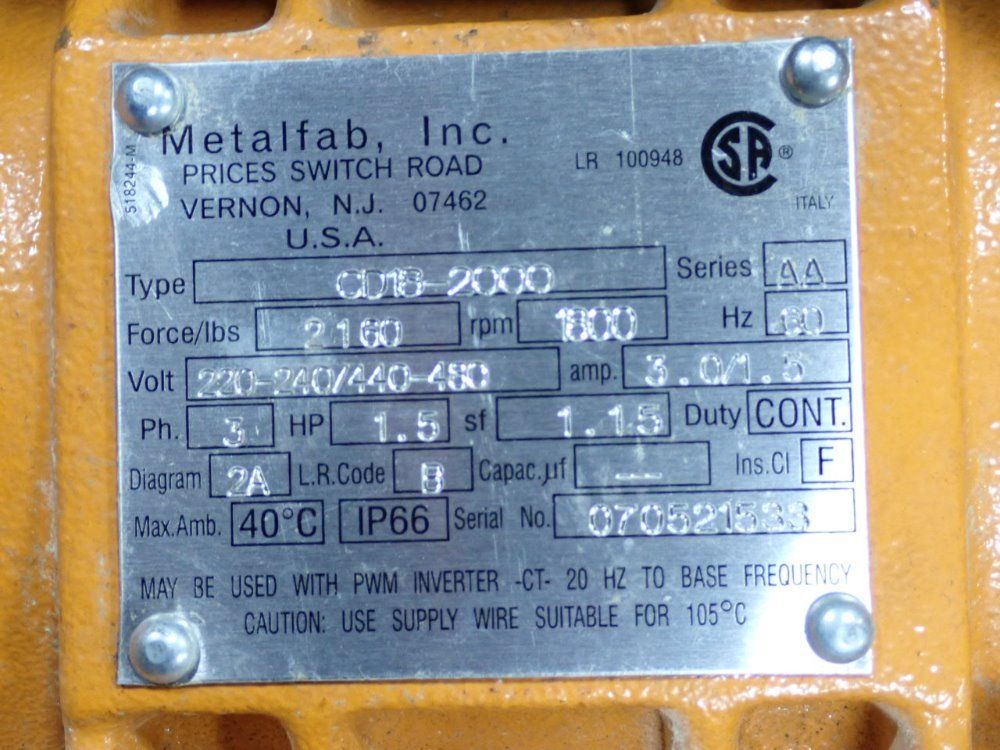 518244-M
Metalfab, Inc.
PRICES SWITCH ROAD
VERNON, N.J. 07462
U.S.A.
LR 100948 CSA ®
ITALY
Type CD18-2000 Series AA
Force/lbs 2160 rpm 1800 Hz 60
Volt 220-240/440-480 amp. 3.0/1.5
Ph. 3 HP 1.5 sf 1.15 Duty CONT.
Diagram 2A L.R.Code B Capac.µf — Ins.Cl F
Max.Amb. 40°C IP66 Serial No. 070521533
MAY BE USED WITH PWM INVERTER -CT- 20 HZ TO BASE FREQUENCY
CAUTION: USE SUPPLY WIRE SUITABLE FOR 105°C